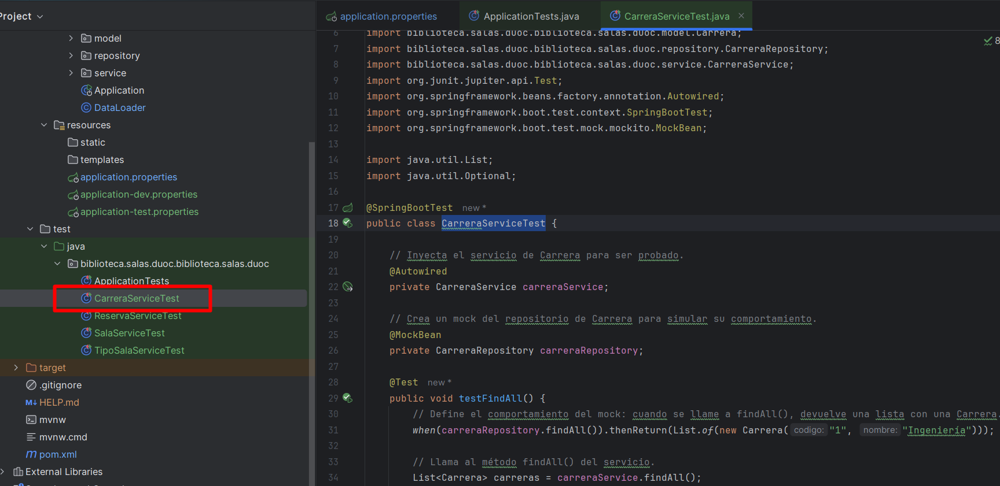 Project
model
repository
service
Application
DataLoader
resources
static
templates
application.properties
application-dev.properties
application-test.properties
test
java
biblioteca.salas.duoc.biblioteca.salas.duoc
ApplicationTests
CarreraServiceTest
ReservaServiceTest
SalaServiceTest
TipoSalaServiceTest
target
.gitignore
M↓ HELP.md
mvnw
mvnw.cmd
m pom.xml
External Libraries
application.properties
ApplicationTests.java
CarreraServiceTest.java
8
6 import biblioteca.salas.duoc.biblioteca.salas.duoc.model.Carrera;
7 import biblioteca.salas.duoc.biblioteca.salas.duoc.repository.CarreraRepository;
8 import biblioteca.salas.duoc.biblioteca.salas.duoc.service.CarreraService;
9 import org.junit.jupiter.api.Test;
10 import org.springframework.beans.factory.annotation.Autowired;
11 import org.springframework.boot.test.context.SpringBootTest;
12 import org.springframework.boot.test.mock.mockito.MockBean;
13
14 import java.util.List;
15 import java.util.Optional;
16
17 @SpringBootTest new *
18 public class CarreraServiceTest {
19
20 // Inyecta el servicio de Carrera para ser probado.
21 @Autowired
22 private CarreraService carreraService;
23
24 // Crea un mock del repositorio de Carrera para simular su comportamiento.
25 @MockBean
26 private CarreraRepository carreraRepository;
27
28 @Test new *
29 public void testFindAll() {
30 // Define el comportamiento del mock: cuando se llame a findAll(), devuelve una lista con una Carrera.
31 when(carreraRepository.findAll()).thenReturn(List.of(new Carrera( codigo: "1", nombre: "Ingeniería")));
32
33 // Llama al método findAll() del servicio.
34 List<Carrera> carreras = carreraService.findAll();